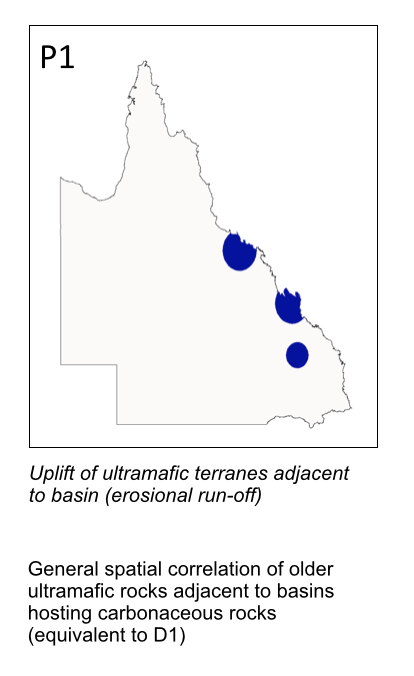 P1
Uplift of ultramafic terranes adjacent
to basin (erosional run-off)
General spatial correlation of older
ultramafic rocks adjacent to basins
hosting carbonaceous rocks
(equivalent to D1)